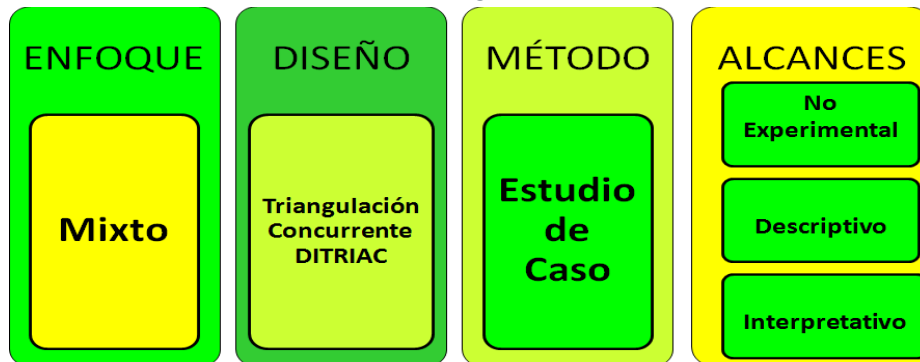 ENFOQUE
Mixto
DISEÑO
Triangulación
Concurrente
DITRIAC
MÉTODO
Estudio
de
Caso
ALCANCES
No
Experimental
Descriptivo
Interpretativo